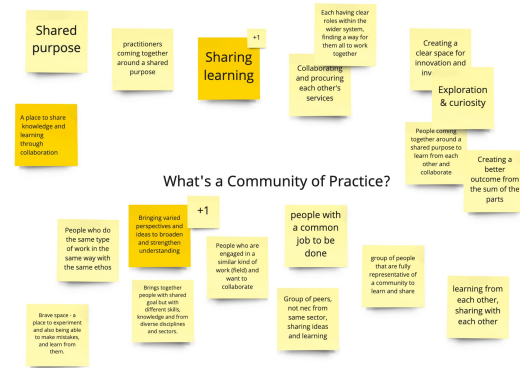 Shared
purpose
practitioners
coming together
around a shared
purpose
Sharing
learning
+1
Each having clear
roles within the
wider system,
finding a way for
them all to work
together
Collaborating
and procuring
each other's
services
Creating a
clear space for
innovation and
Exploration
& curiosity
A place to share
knowledge and
learning
through
collaboration
People coming
together around a
shared purpose to
learn from each
other and
collaborate
Creating a
better
outcome from
the sum of the
parts
What's a Community of Practice?
People who do
the same type
of work in the
same way with
the same ethos
Bringing varied
perspectives and
ideas to broaden
and strengthen
understanding
+1
People who are
engaged in a
similar kind of
work (field) and
want to
collaborate
people with
a common
job to be
done
group of people
that are fully
representative of
a community to
learn and share
Brave space - a
place to experiment
and also being able
to make mistakes,
and learn from
them.
Brings together
people with shared
goal but with
different skills,
knowledge and from
diverse disciplines
and sectors.
Group of peers,
not nec from
same sector,
sharing ideas
and learning
learning from
each other,
sharing with
each other